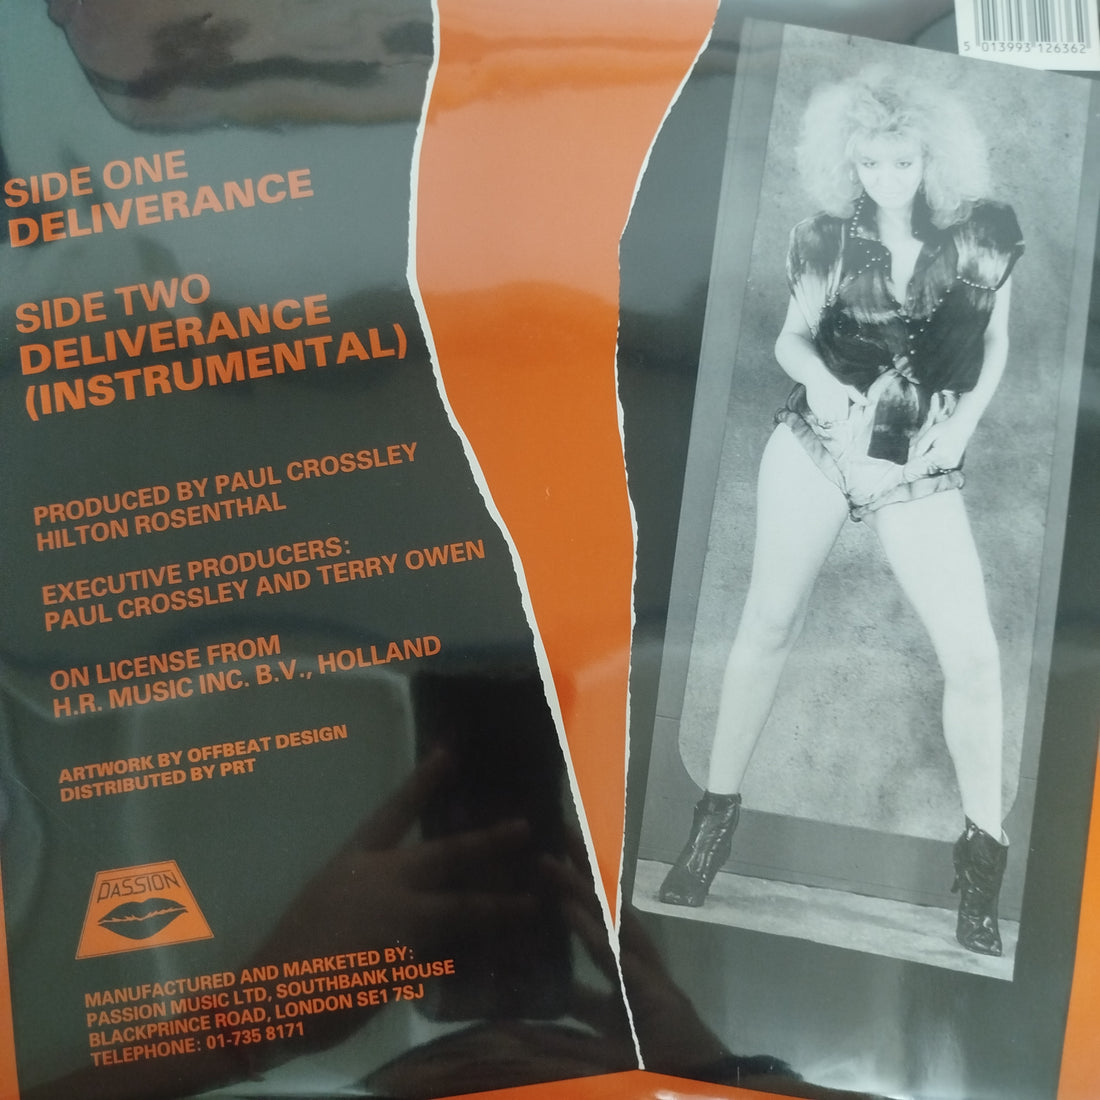 5 013993 126362
SIDE ONE
DELIVERANCE
SIDE TWO
DELIVERANCE
(INSTRUMENTAL)
PRODUCED BY PAUL CROSSLEY
HILTON ROSENTHAL
EXECUTIVE PRODUCERS:
PAUL CROSSLEY AND TERRY OWEN
ON LICENSE FROM
H.R. MUSIC INC. B.V., HOLLAND
ARTWORK BY OFFBEAT DESIGN
DISTRIBUTED BY PRT
PASSION
MANUFACTURED AND MARKETED BY:
PASSION MUSIC LTD, SOUTHBANK HOUSE
BLACKPRINCE ROAD, LONDON SE1 7SJ
TELEPHONE: 01-735 8171